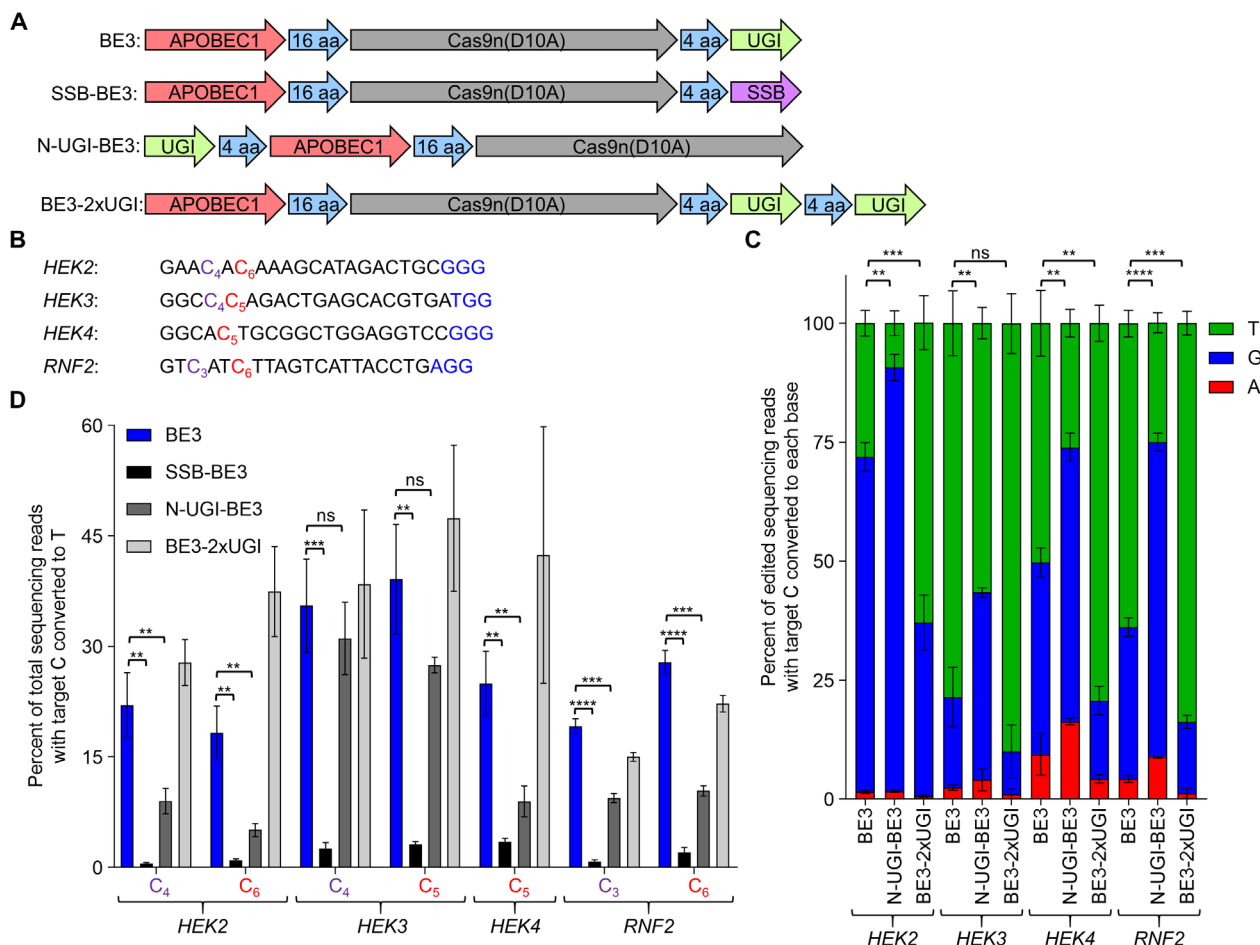 A
BE3: APOBEC1 16 aa Cas9n(D10A) 4 aa UGI
SSB-BE3: APOBEC1 16 aa Cas9n(D10A) 4 aa SSB
N-UGI-BE3: UGI 4 aa APOBEC1 16 aa Cas9n(D10A)
BE3-2xUGI: APOBEC1 16 aa Cas9n(D10A) 4 aa UGI 4 aa UGI
B
HEK2: GAAC4AC6AAAGCATAGACTGCGGG
HEK3: GGCC4C5AGACTGAGCACGTGATGG
HEK4: GGCAC5TGCGGCTGGAGGTCCGGG
RNF2: GTC3ATC6TTAGTCATTACCTGAGG
C
*** ns ** ***
** ** ** ****
T
G
A
Percent of edited sequencing reads
with target C converted to each base
100
75
50
25
0
BE3 N-UGI-BE3 BE3-2xUGI BE3 N-UGI-BE3 BE3-2xUGI BE3 N-UGI-BE3 BE3-2xUGI BE3 N-UGI-BE3 BE3-2xUGI
HEK2 HEK3 HEK4 RNF2
D
BE3
SSB-BE3
N-UGI-BE3
BE3-2xUGI
Percent of total sequencing reads
with target C converted to T
60
45
30
15
0
** ** ns ns ** *** ***
** ** *** ** ** **** ****
C4 C6 C4 C5 C5 C3 C6
HEK2 HEK3 HEK4 RNF2